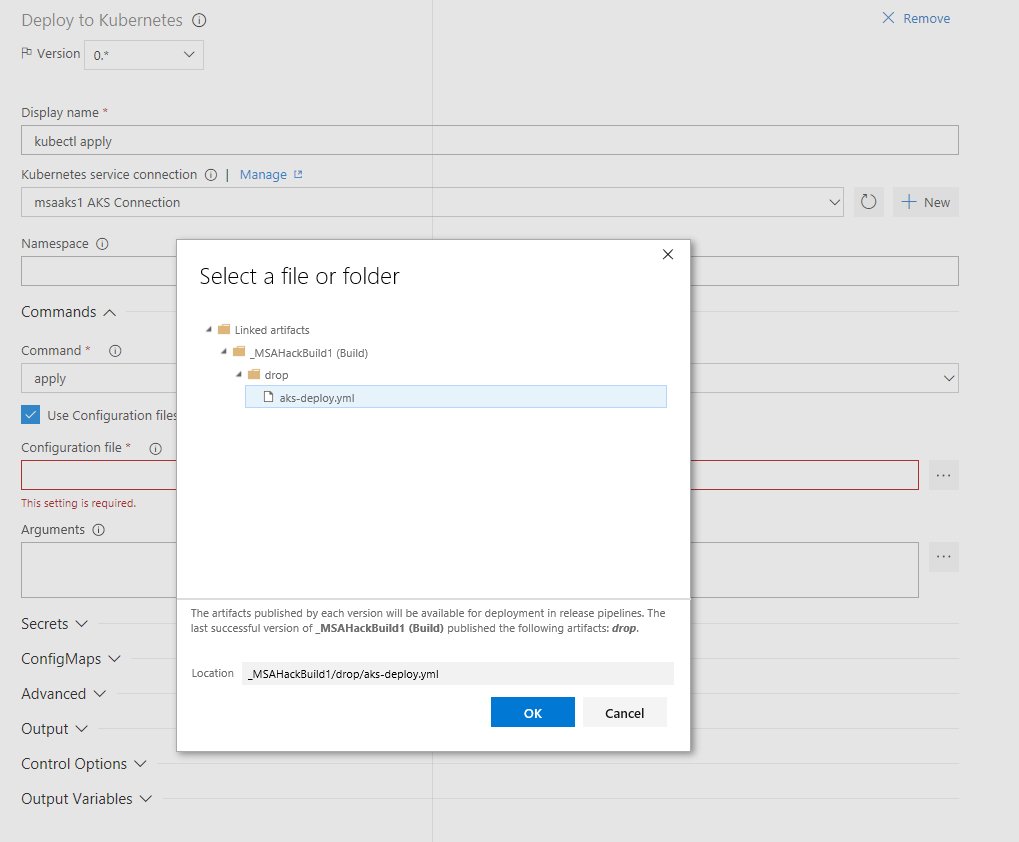 Deploy to Kubernetes
Remove
Version
0.*
Display name *
kubectl apply
Kubernetes service connection | Manage
msaaks1 AKS Connection
New
Namespace
Commands
Command *
apply
Use Configuration files
Configuration file *
This setting is required.
Arguments
Secrets
ConfigMaps
Advanced
Output
Control Options
Output Variables
Select a file or folder
Linked artifacts
_MSAHackBuild1 (Build)
drop
aks-deploy.yml
The artifacts published by each version will be available for deployment in release pipelines. The
last successful version of _MSAHackBuild1 (Build) published the following artifacts: drop.
Location
_MSAHackBuild1/drop/aks-deploy.yml
OK
Cancel